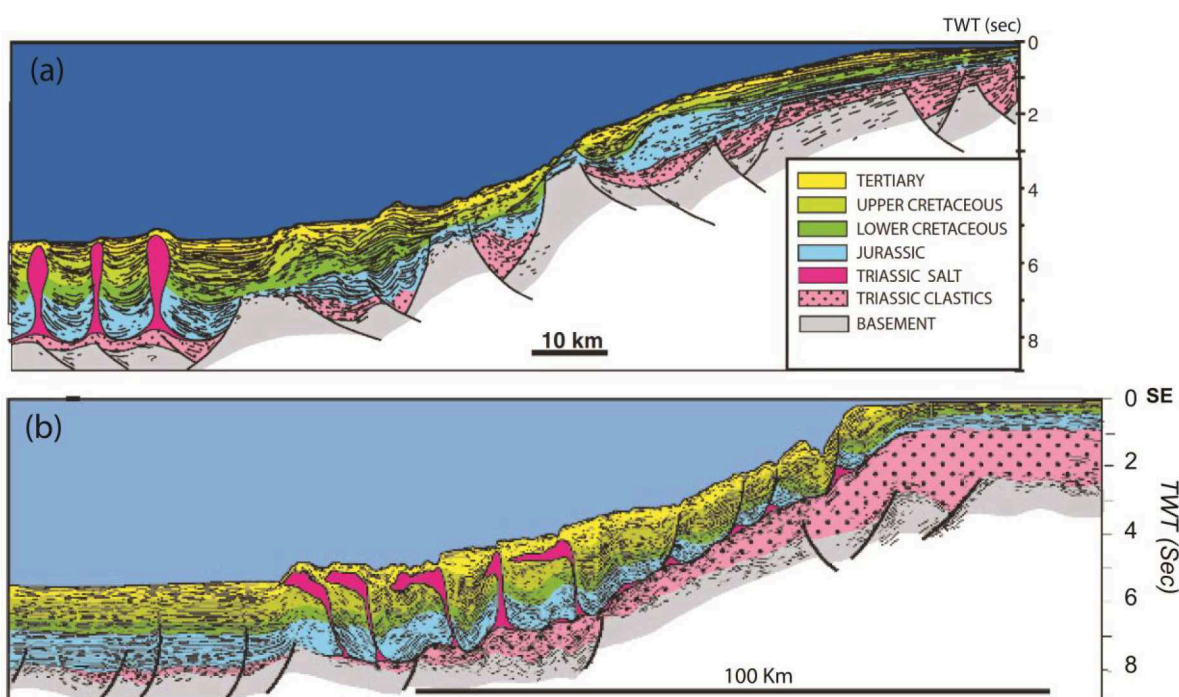 TWT (sec)
(a)
0
2
4
6
8
TERTIARY
UPPER CRETACEOUS
LOWER CRETACEOUS
JURASSIC
TRIASSIC SALT
TRIASSIC CLASTICS
BASEMENT
10 km
?
(b)
0 SE
2
4
6
8
TWT (Sec)
100 Km